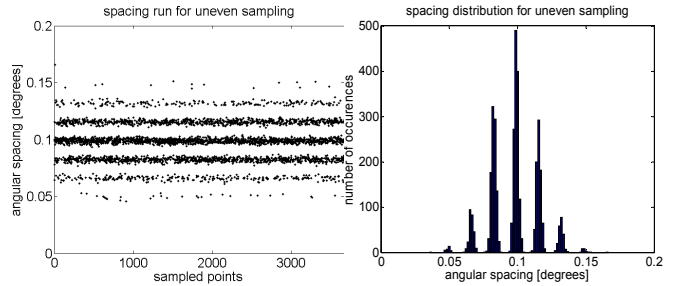 spacing run for uneven sampling
0.2
0.15
0.1
0.05
0
angular spacing [degrees]
0 1000 2000 3000
sampled points
spacing distribution for uneven sampling
500
400
300
200
100
0
number of occurences
0 0.05 0.1 0.15 0.2
angular spacing [degrees]